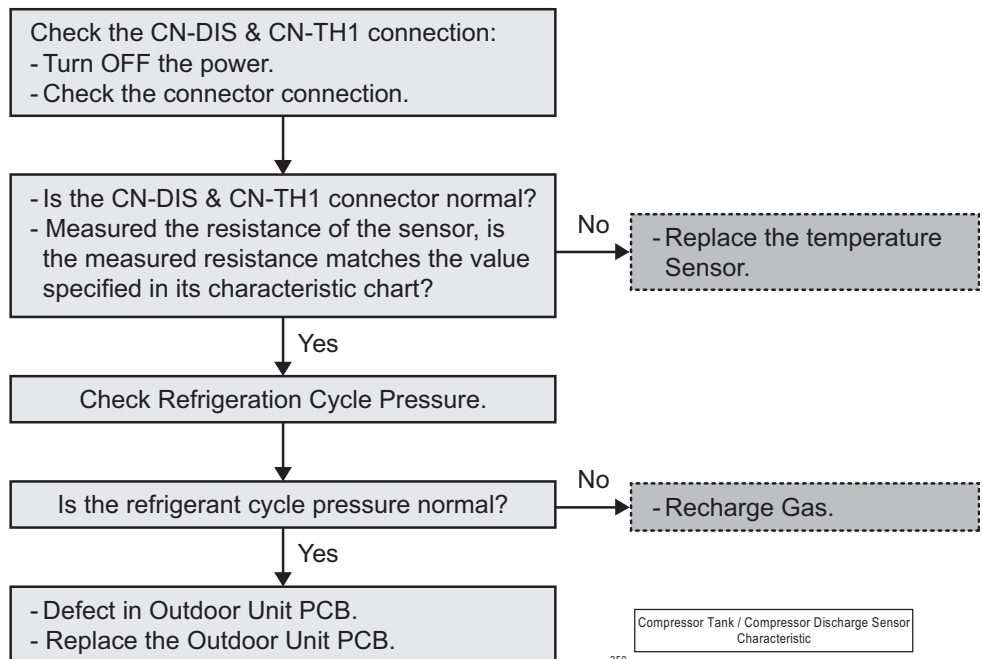 Check the CN-DIS & CN-TH1 connection:
- Turn OFF the power.
- Check the connector connection.
- Is the CN-DIS & CN-TH1 connector normal?
- Measured the resistance of the sensor, is
the measured resistance matches the value
specified in its characteristic chart?
No
- Replace the temperature
Sensor.
Yes
Check Refrigeration Cycle Pressure.
Is the refrigerant cycle pressure normal?
No
- Recharge Gas.
Yes
- Defect in Outdoor Unit PCB.
- Replace the Outdoor Unit PCB.
Compressor Tank / Compressor Discharge Sensor
Characteristic